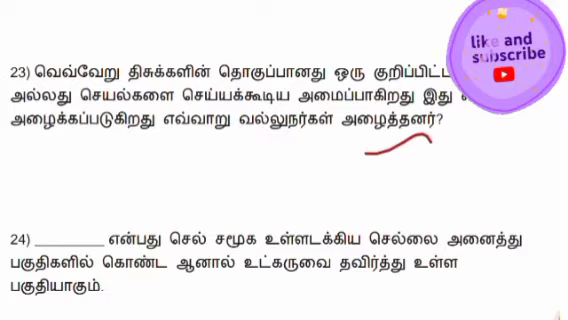 23) வெவ்வேறு திசுக்களின் தொகுப்பானது ஒரு
அல்லது செயல்களை செய்யக்கூடிய அமைப்பாகிறது இது
அழைக்கப்படுகிறது எவ்வாறு வல்லுநர்கள் அழைத்தனர்?
like and
subscribe
24) _________ என்பது செல் சமூக உள்ளடக்கிய செல்லை அனைத்து
பகுதிகளில் கொண்ட ஆனால் உட்கருவை தவிர்த்து உள்ள
பகுதியாகும்.